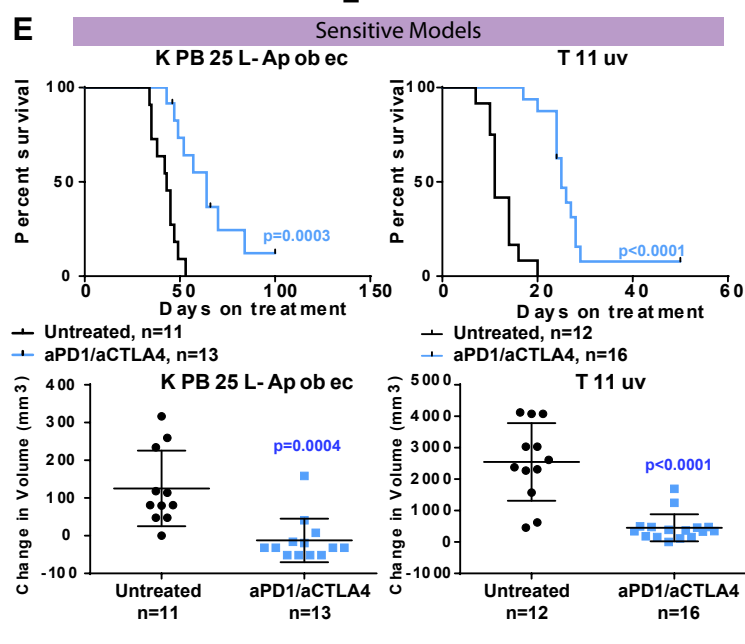 E
Sensitive Models
KPB25L-Apobec
T11uv
Percent survival
100
50
0
p=0.0003
0
50
100
150
Days on treatment
Percent survival
100
50
0
p<0.0001
0
20
40
60
Days on treatment
Untreated, n=11
aPD1/aCTLA4, n=13
Untreated, n=12
aPD1/aCTLA4, n=16
KPB25L-Apobec
T11uv
Change in Volume (mm3)
400
300
200
100
0
-100
p=0.0004
Untreated
n=11
aPD1/aCTLA4
n=13
Change in Volume (mm3)
5000
4000
3000
2000
1000
0
-1000
p<0.0001
Untreated
n=12
aPD1/aCTLA4
n=16